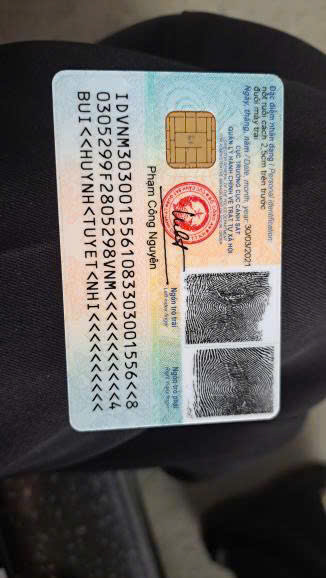 Đặc điểm nhân dạng / Personal identification
nốt ruồi cách 2,5cm trên trước
đuôi mày trái
Ngày, tháng, năm / Date, month, year: 30/03/2021
CỤC TRƯỞNG CỤC CẢNH SÁT
QUẢN LÝ HÀNH CHÍNH VỀ TRẬT TỰ XÃ HỘI
Phạm Công Nguyên
Ngón trỏ trái
Left index finger
Ngón trỏ phải
Right index finger
IDVNM3030015561083303001556<<8
0305299F2805298VNM<<<<<<<<<<<4
BUI<<HUYNH<TUYET<NHI<<<<<<<<<<